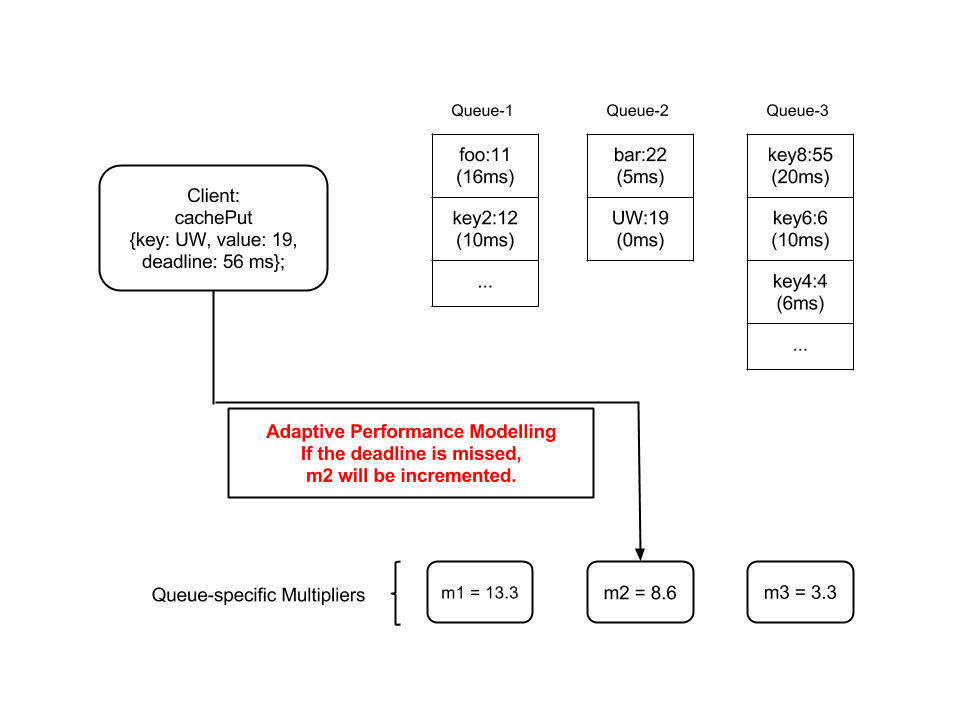 Queue-1
Queue-2
Queue-3
foo:11
(16ms)
key2:12
(10ms)
...
bar:22
(5ms)
UW:19
(0ms)
key8:55
(20ms)
key6:6
(10ms)
key4:4
(6ms)
...
Client:
cachePut
{key: UW, value: 19,
deadline: 56 ms};
Adaptive Performance Modelling
If the deadline is missed,
m2 will be incremented.
Queue-specific Multipliers
m1 = 13.3
m2 = 8.6
m3 = 3.3